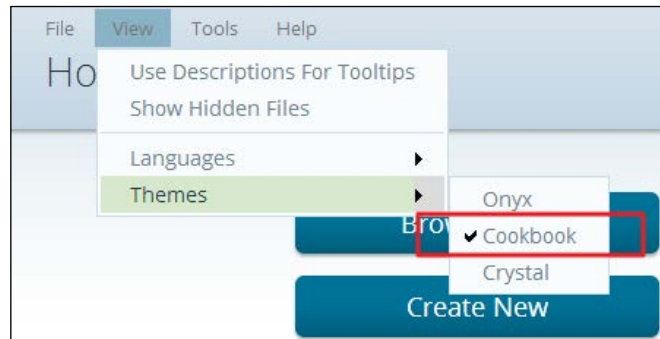 File View Tools Help
Ho
Use Descriptions For Tooltips
Show Hidden Files
Languages
Themes
Onyx
Bro
Cookbook
Crystal
Create New